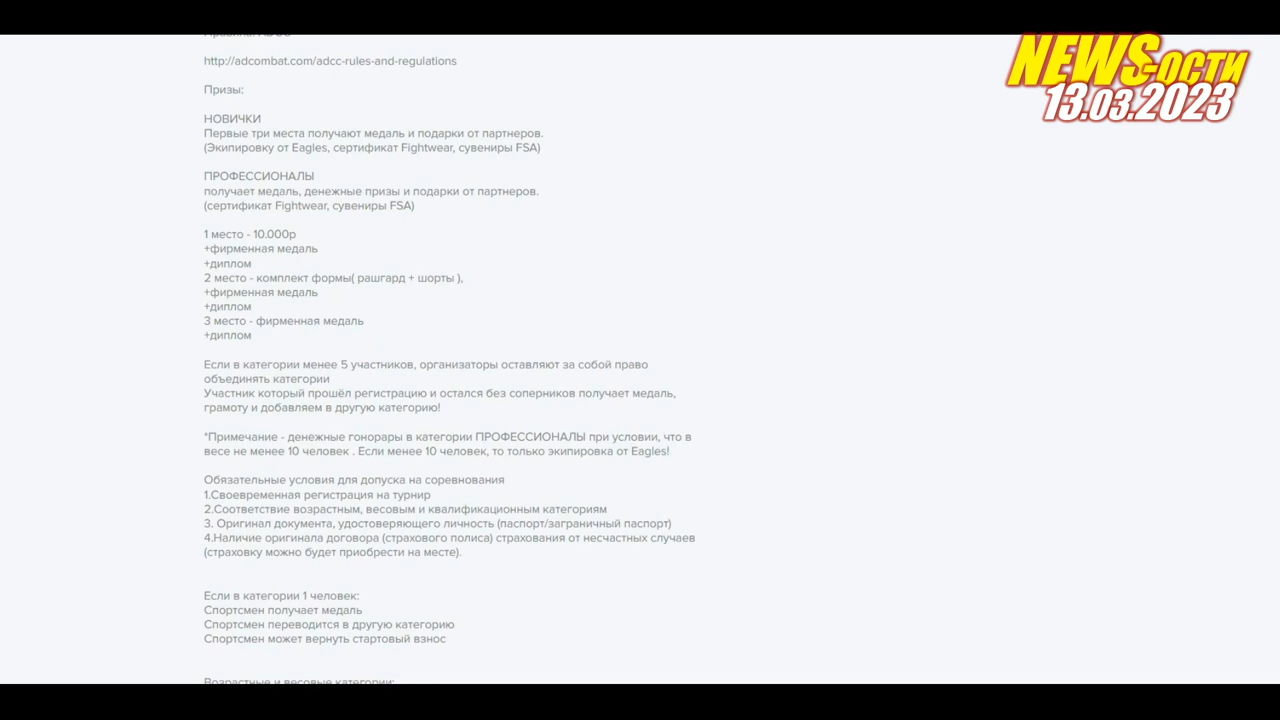 Правила ADCC
http://adcombat.com/adcc-rules-and-regulations
Призы:
НОВИЧКИ
Первые три места получают медаль и подарки от партнеров.
(Экипировку от Eagles, сертификат Fightwear, сувениры FSA)
ПРОФЕССИОНАЛЫ
получает медаль, денежные призы и подарки от партнеров.
(сертификат Fightwear, сувениры FSA)
1 место - 10.000р
+фирменная медаль
+диплом
2 место - комплект формы( рашгард + шорты ),
+фирменная медаль
+диплом
3 место - фирменная медаль
+диплом
Если в категории менее 5 участников, организаторы оставляют за собой право
объединять категории
Участник который прошёл регистрацию и остался без соперников получает медаль,
грамоту и добавляем в другую категорию!
*Примечание - денежные гонорары в категории ПРОФЕССИОНАЛЫ при условии, что в
весе не менее 10 человек . Если менее 10 человек, то только экипировка от Eagles!
Обязательные условия для допуска на соревнования
1.Своевременная регистрация на турнир
2.Соответствие возрастным, весовым и квалификационным категориям
3. Оригинал документа, удостоверяющего личность (паспорт/заграничный паспорт)
4.Наличие оригинала договора (страхового полиса) страхования от несчастных случаев
(страховку можно будет приобрести на месте).
Если в категории 1 человек:
Спортсмен получает медаль
Спортсмен переводится в другую категорию
Спортсмен может вернуть стартовый взнос
Возрастные и весовые категории:
NEWS-ости
13.03.2023